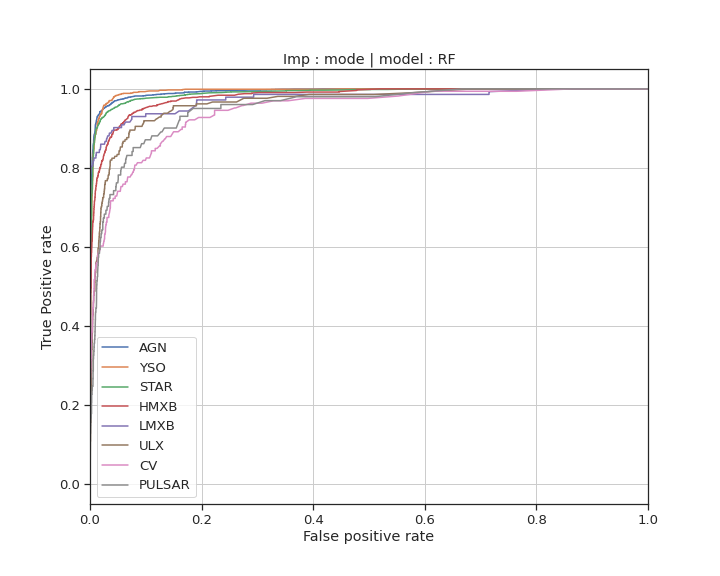 Imp : mode | model : RF
True Positive rate
1.0
0.8
0.6
0.4
0.2
0.0
AGN
YSO
STAR
HMXB
LMXB
ULX
CV
PULSAR
0.0 0.2 0.4 0.6 0.8 1.0
False positive rate